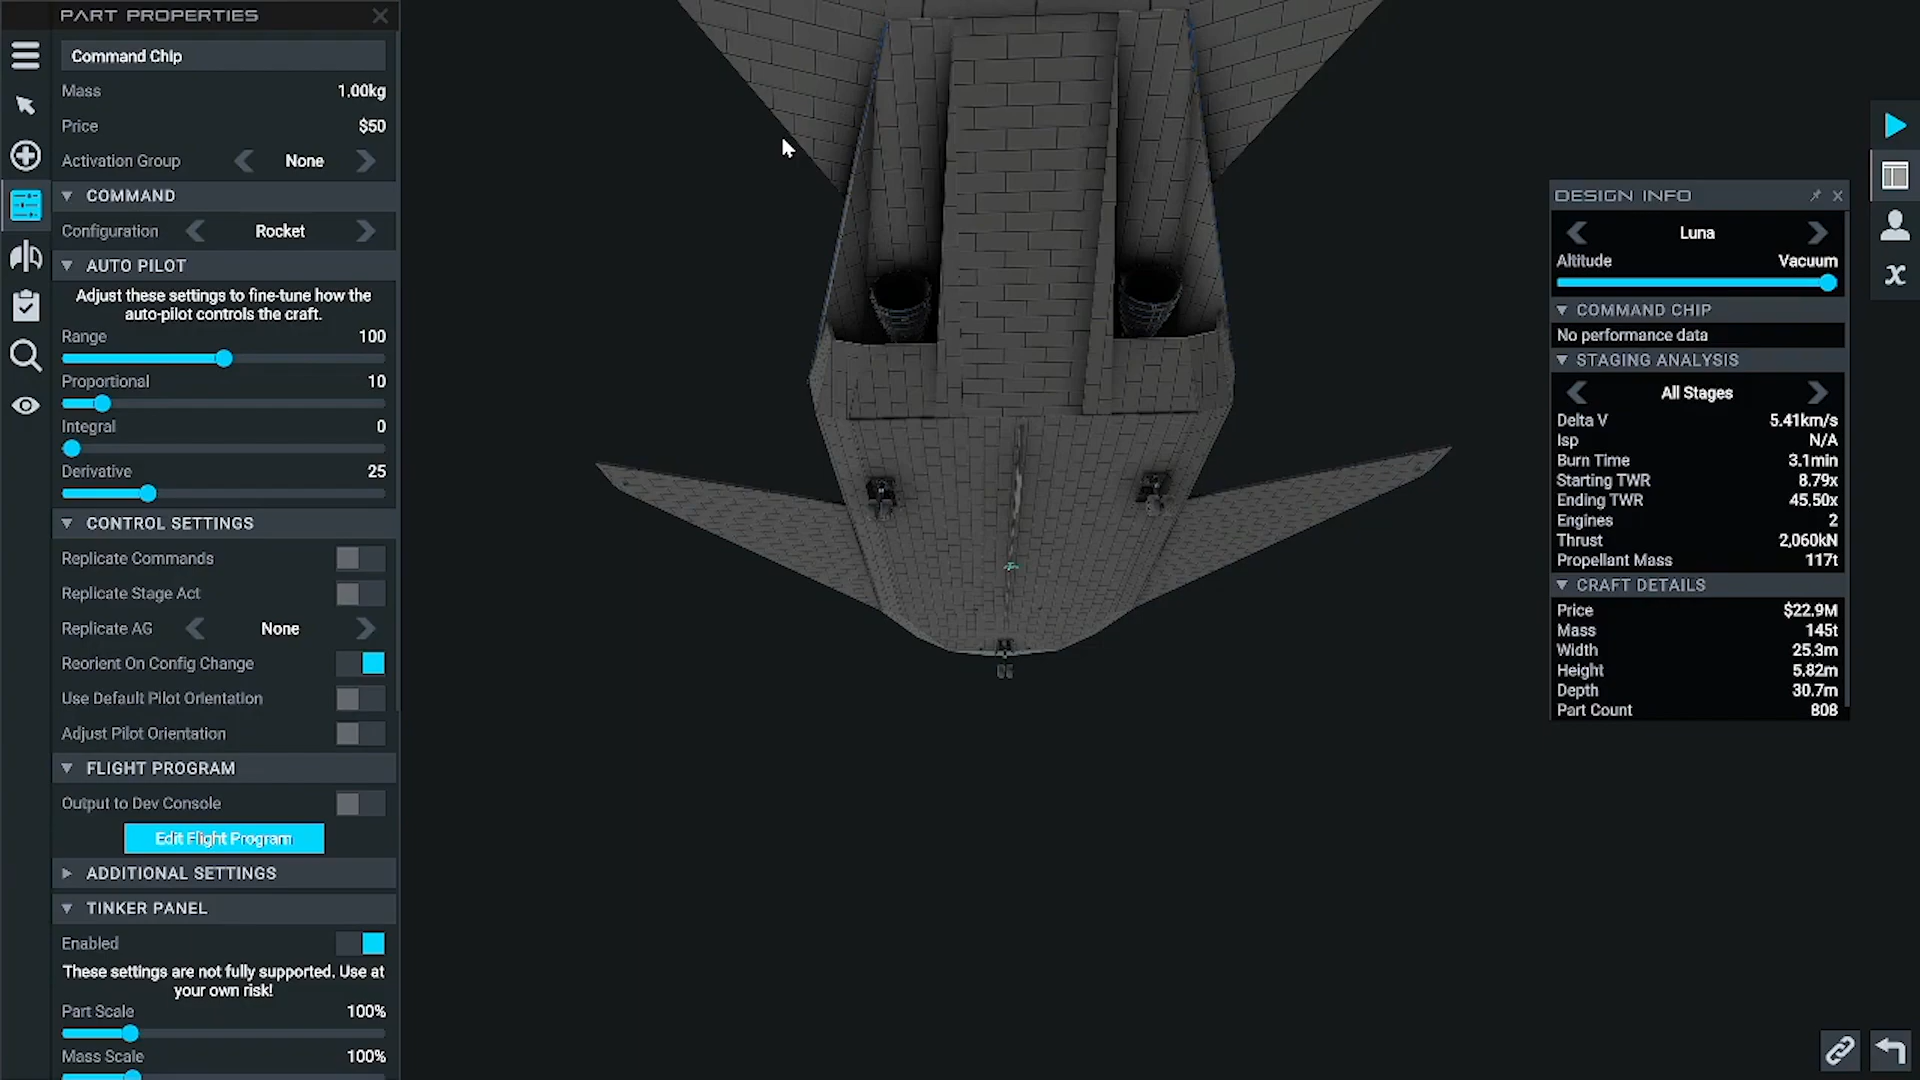 PART PROPERTIES
Command Chip
Mass 1.00kg
Price $50
Activation Group None
COMMAND
Configuration Rocket
AUTO PILOT
Adjust these settings to fine-tune how the
auto-pilot controls the craft.
Range 100
Proportional 10
Integral 0
Derivative 25
CONTROL SETTINGS
Replicate Commands
Replicate Stage Act
Replicate AG None
Reorient On Config Change
Use Default Pilot Orientation
Adjust Pilot Orientation
FLIGHT PROGRAM
Output to Dev Console
Edit Flight Program
ADDITIONAL SETTINGS
TINKER PANEL
Enabled
These settings are not fully supported. Use at
your own risk!
Part Scale 100%
Mass Scale 100%
DESIGN INFO
Luna
Altitude Vacuum
COMMAND CHIP
No performance data
STAGING ANALYSIS
All Stages
Delta V 5.41km/s
Isp N/A
Burn Time 3.1min
Starting TWR 8.79x
Ending TWR 45.50x
Engines 2
Thrust 2,060kN
Propellant Mass 117t
CRAFT DETAILS
Price $22.9M
Mass 145t
Width 25.3m
Height 5.82m
Depth 30.7m
Part Count 808